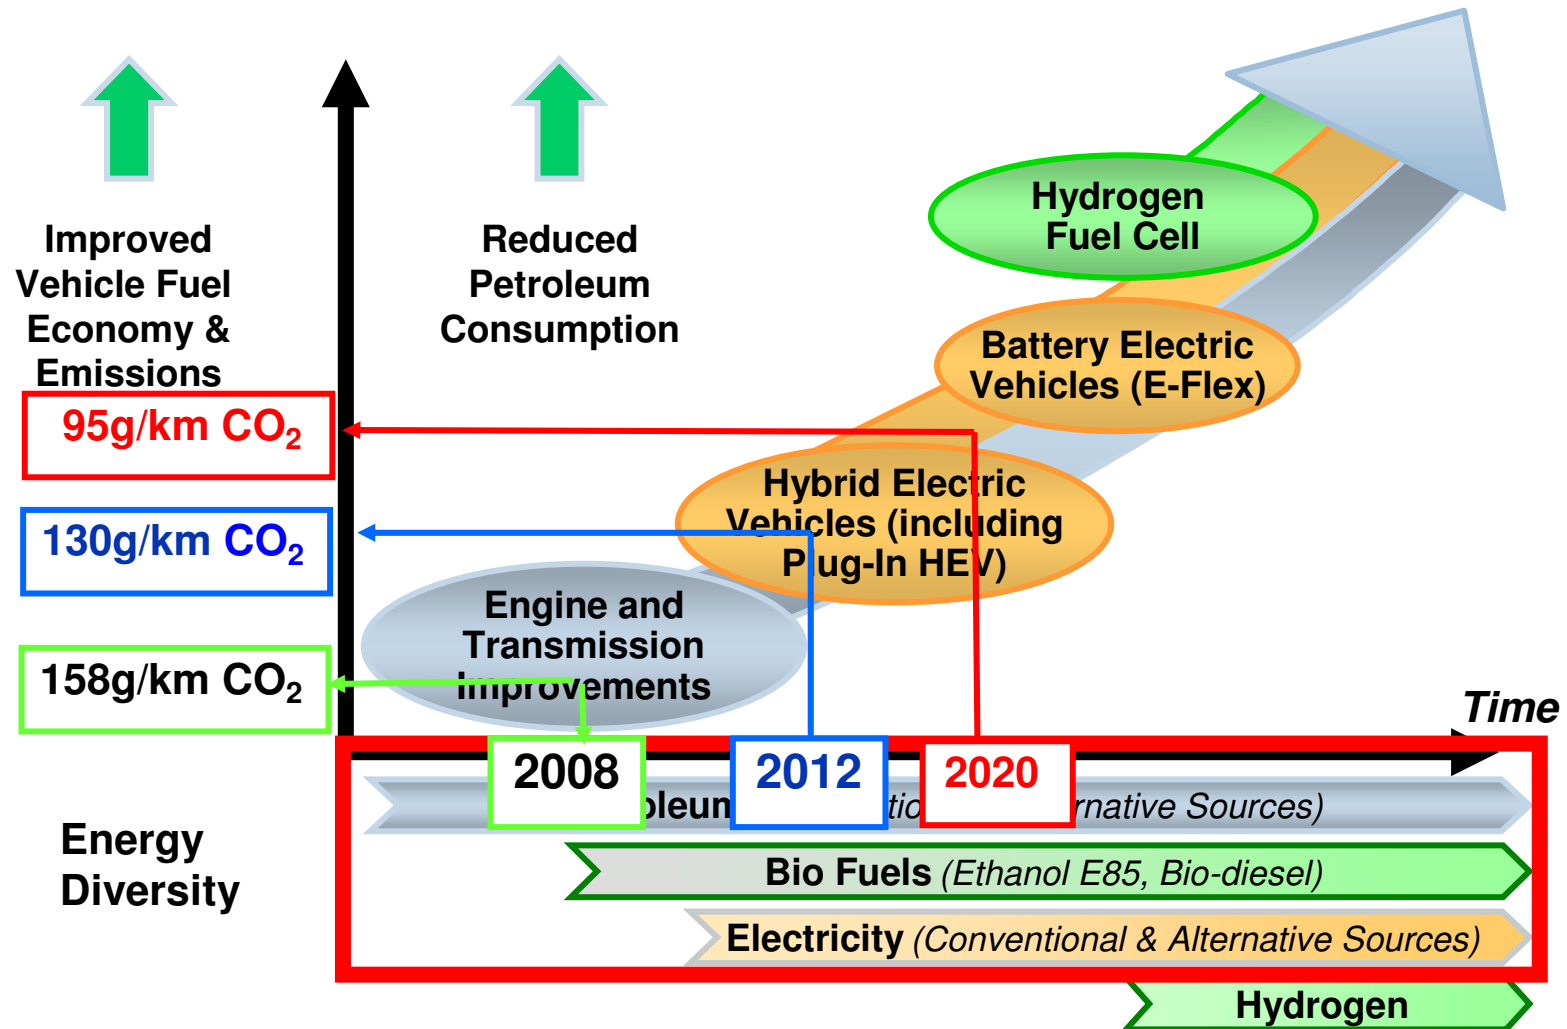 Improved
Vehicle Fuel
Economy &
Emissions
Reduced
Petroleum
Consumption
95g/km CO₂
130g/km CO₂
158g/km CO₂
Hydrogen
Fuel Cell
Battery Electric
Vehicles (E-Flex)
Hybrid Electric
Vehicles (including
Plug-In HEV)
Engine and
Transmission
Improvements
Time
2008
2012
2020
Energy
Diversity
Sources)
Bio Fuels (Ethanol E85, Bio-diesel)
Electricity (Conventional & Alternative Sources)
Hydrogen